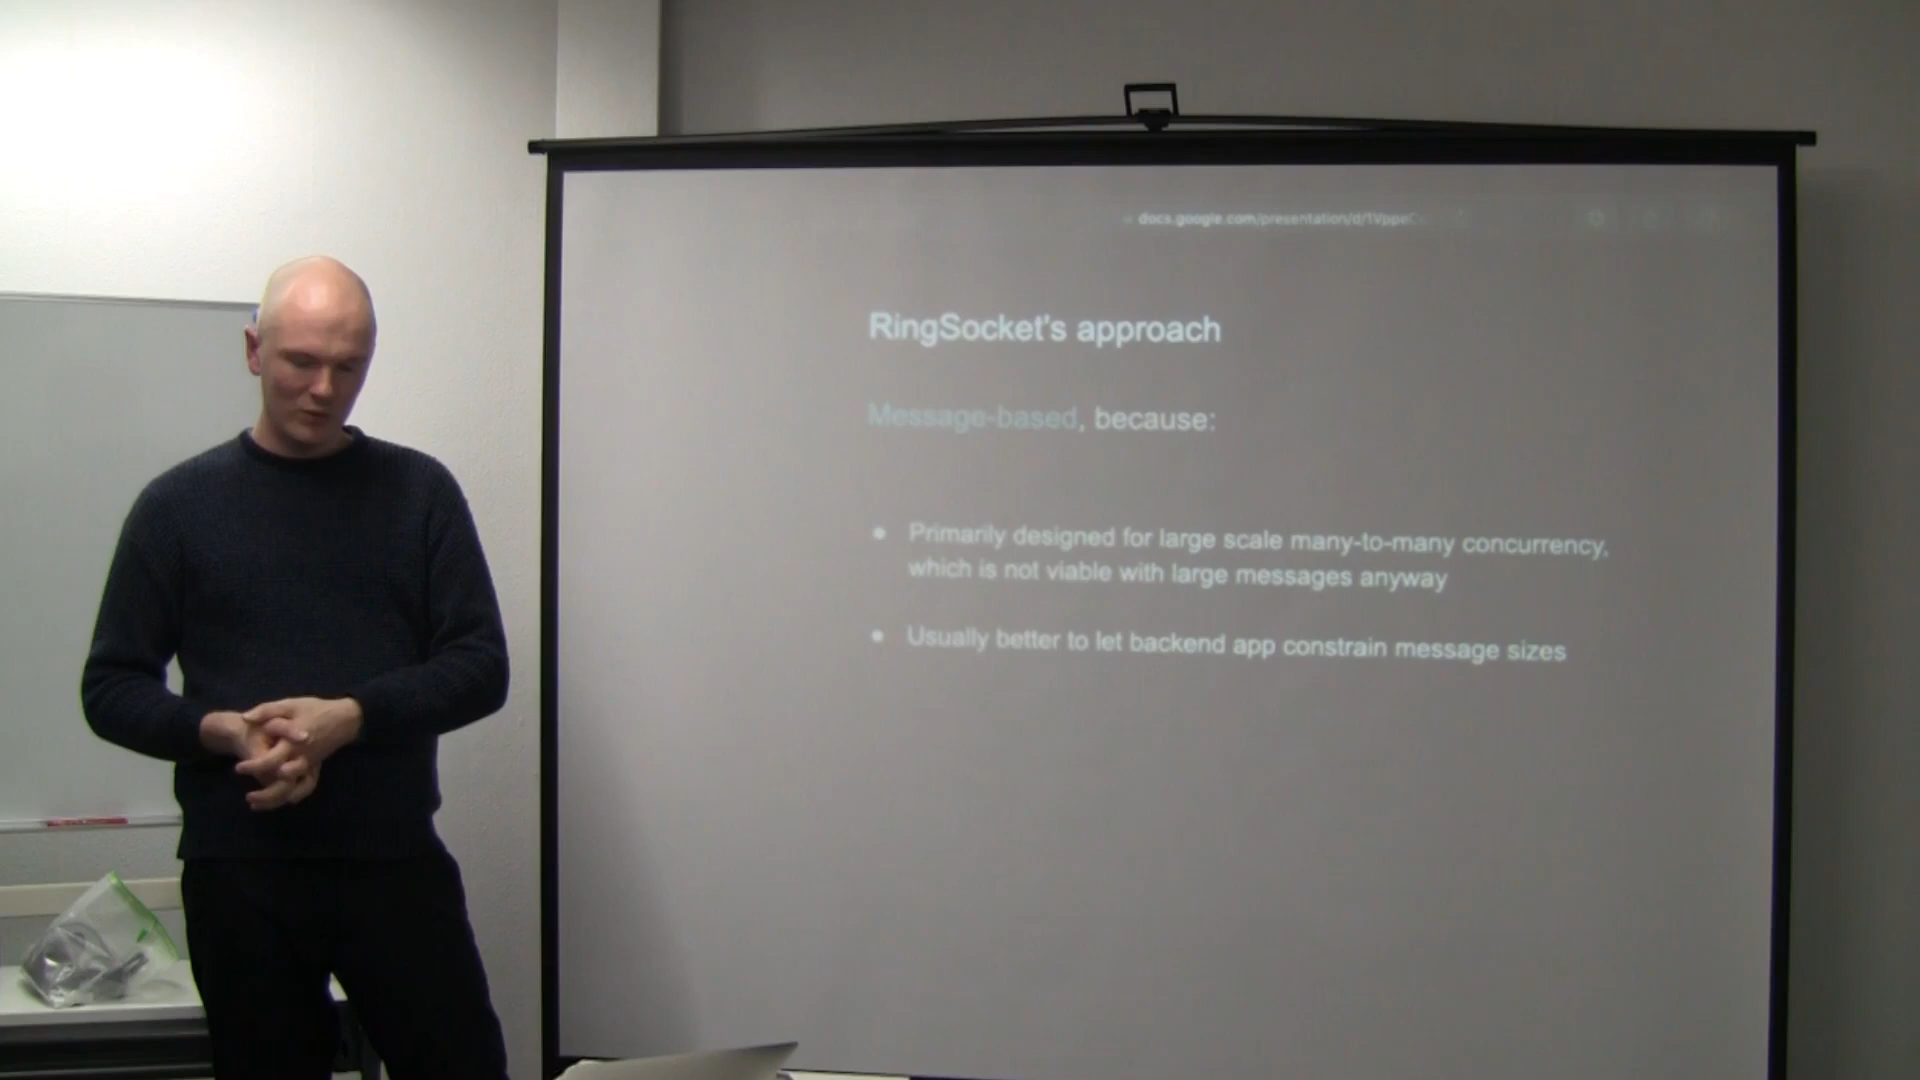 docs.google.com/presentation/d/1Vppa
RingSocket's approach
Message-based, because:
● Primarily designed for large scale many-to-many concurrency,
which is not viable with large messages anyway
● Usually better to let backend app constrain message sizes